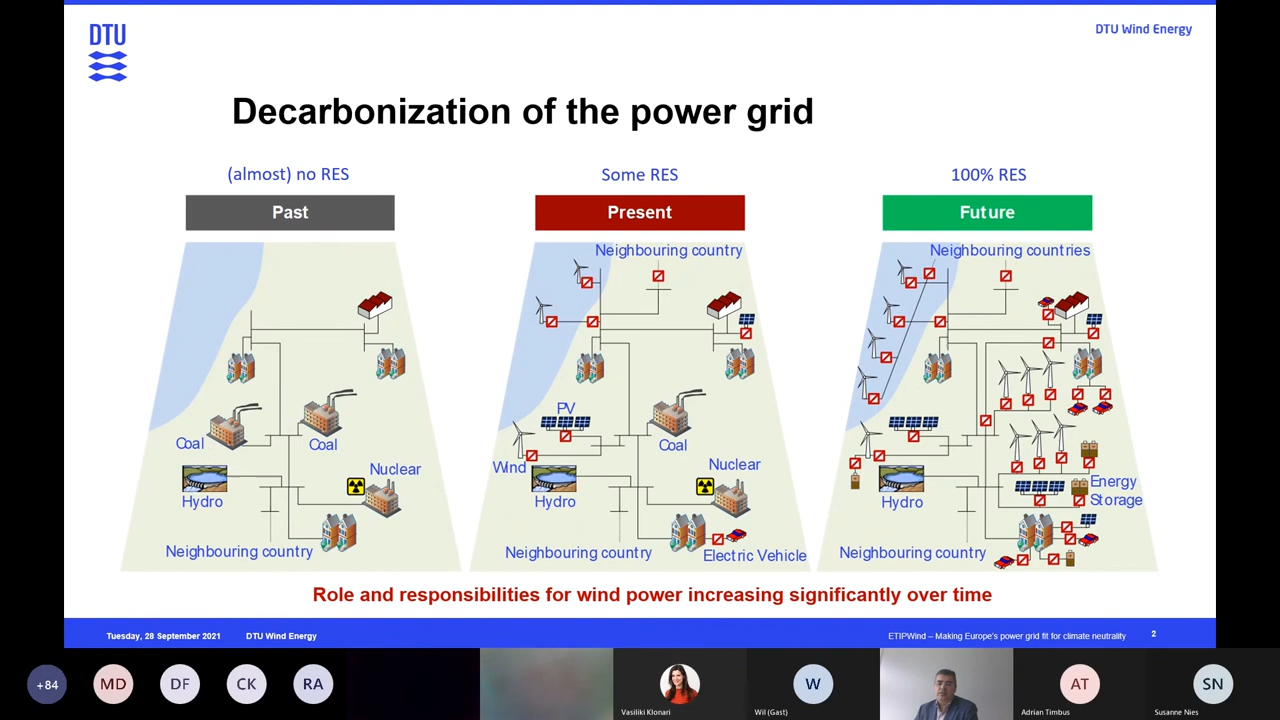 DTU
DTU Wind Energy
Decarbonization of the power grid
(almost) no RES
Some RES
100% RES
Past
Present
Future
Coal
Coal
Nuclear
Hydro
Neighbouring country
Neighbouring country
PV
Coal
Wind
Nuclear
Hydro
Neighbouring country
Electric Vehicle
Neighbouring countries
Hydro
Energy
Storage
Neighbouring country
Role and responsibilities for wind power increasing significantly over time
Tuesday, 28 September 2021
DTU Wind Energy
ETIPWind – Making Europe's power grid fit for climate neutrality
2
+84
MD
DF
CK
RA
Vasiliki Klonari
W
Wil (Gast)
AT
Adrian Timbus
SN
Susanne Nies